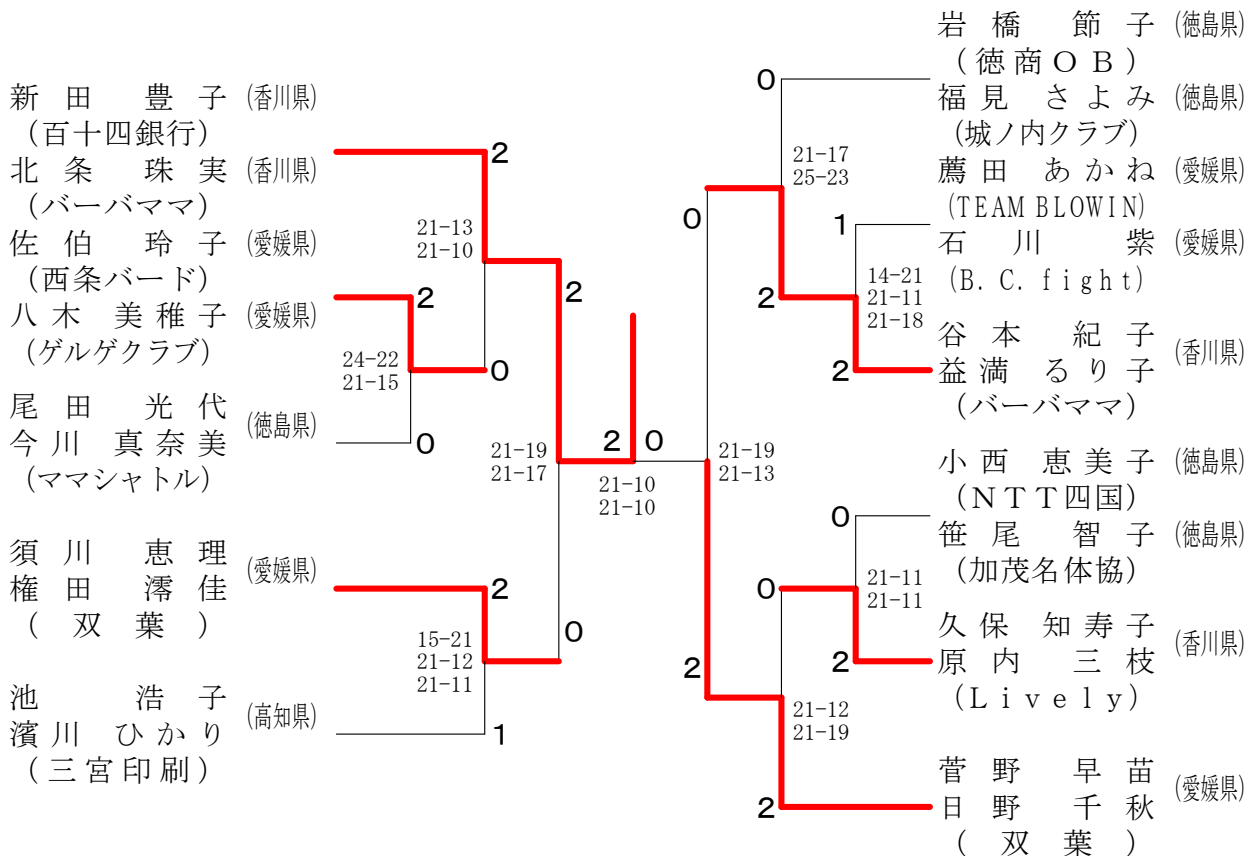 新田　豊子 (香川県)
(百十四銀行)
北条　珠実 (香川県)
(バーバママ)
佐伯　玲子 (愛媛県)
(西条バード)
八木　美稚子 (愛媛県)
(ゲルゲクラブ)
尾田　光代
今川　真奈美
(徳島県)
(ママシャトル)
須川　恵理
権田　澪佳
(愛媛県)
(　双　葉　)
池　　浩子
濱川　ひかり
(高知県)
(三宮印刷)
2
21-13
21-10
2
24-22
21-15
0
0
2
21-19
21-17
2
15-21
21-12
21-11
1
0
2 0
21-10
21-10
0
21-19
21-13
2
0
21-17
25-23
2
1
14-21
21-11
21-18
2
0
21-11
21-11
2
0
21-12
21-19
2
岩橋　節子 (徳島県)
(徳商ＯＢ)
福見　さよみ (徳島県)
(城ノ内クラブ)
薦田　あかね (愛媛県)
(TEAM BLOWIN)
石川　　紫 (愛媛県)
(B.C.fight)
谷本　紀子
益満　るり子
(香川県)
(バーバママ)
小西　恵美子 (徳島県)
(ＮＴＴ四国)
笹尾　智子 (徳島県)
(加茂名体協)
久保　知寿子
原内　三枝
(香川県)
(Lively)
菅野　早苗
日野　千秋
(愛媛県)
(　双　葉　)